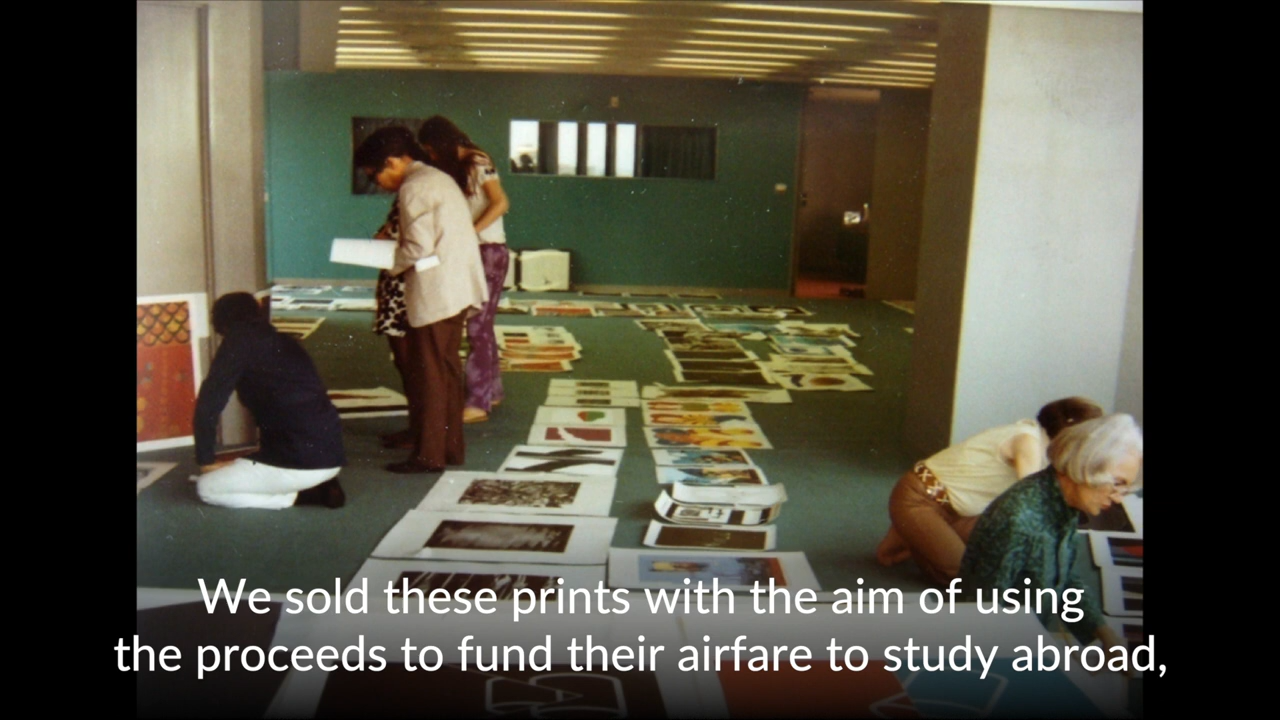 We sold these prints with the aim of using
the proceeds to fund their airfare to study abroad,